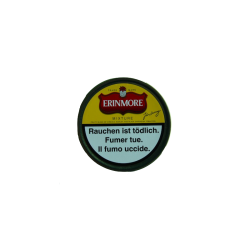 ERINMORE
MIXTURE
Rauchen ist tödlich.
Fumer tue.
Il fumo uccide.